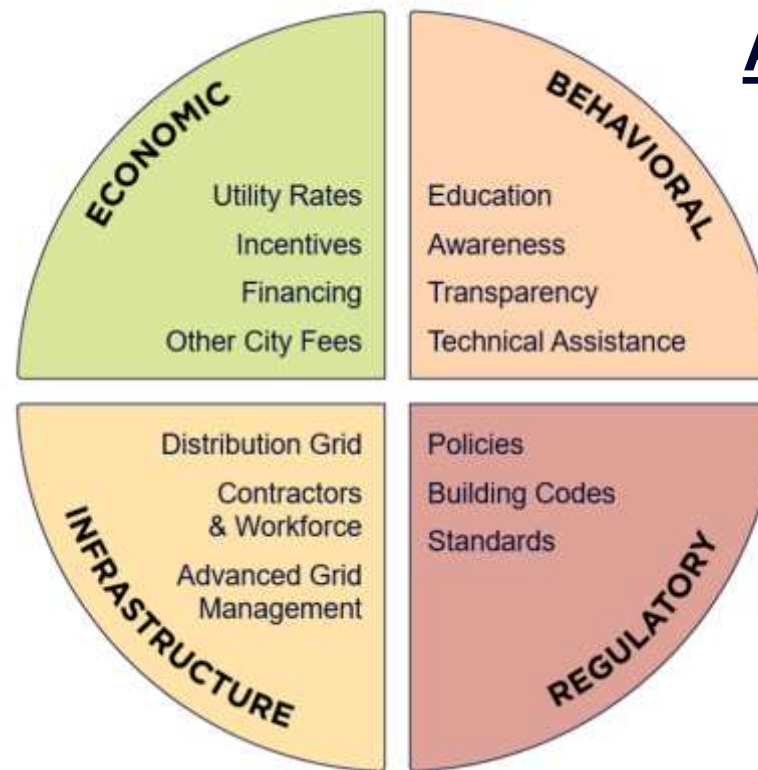 ECONOMIC
Utility Rates
Incentives
Financing
Other City Fees
BEHAVIORAL
Education
Awareness
Transparency
Technical Assistance
INFRASTRUCTURE
Distribution Grid
Contractors
& Workforce
Advanced Grid
Management
REGULATORY
Policies
Building Codes
Standards